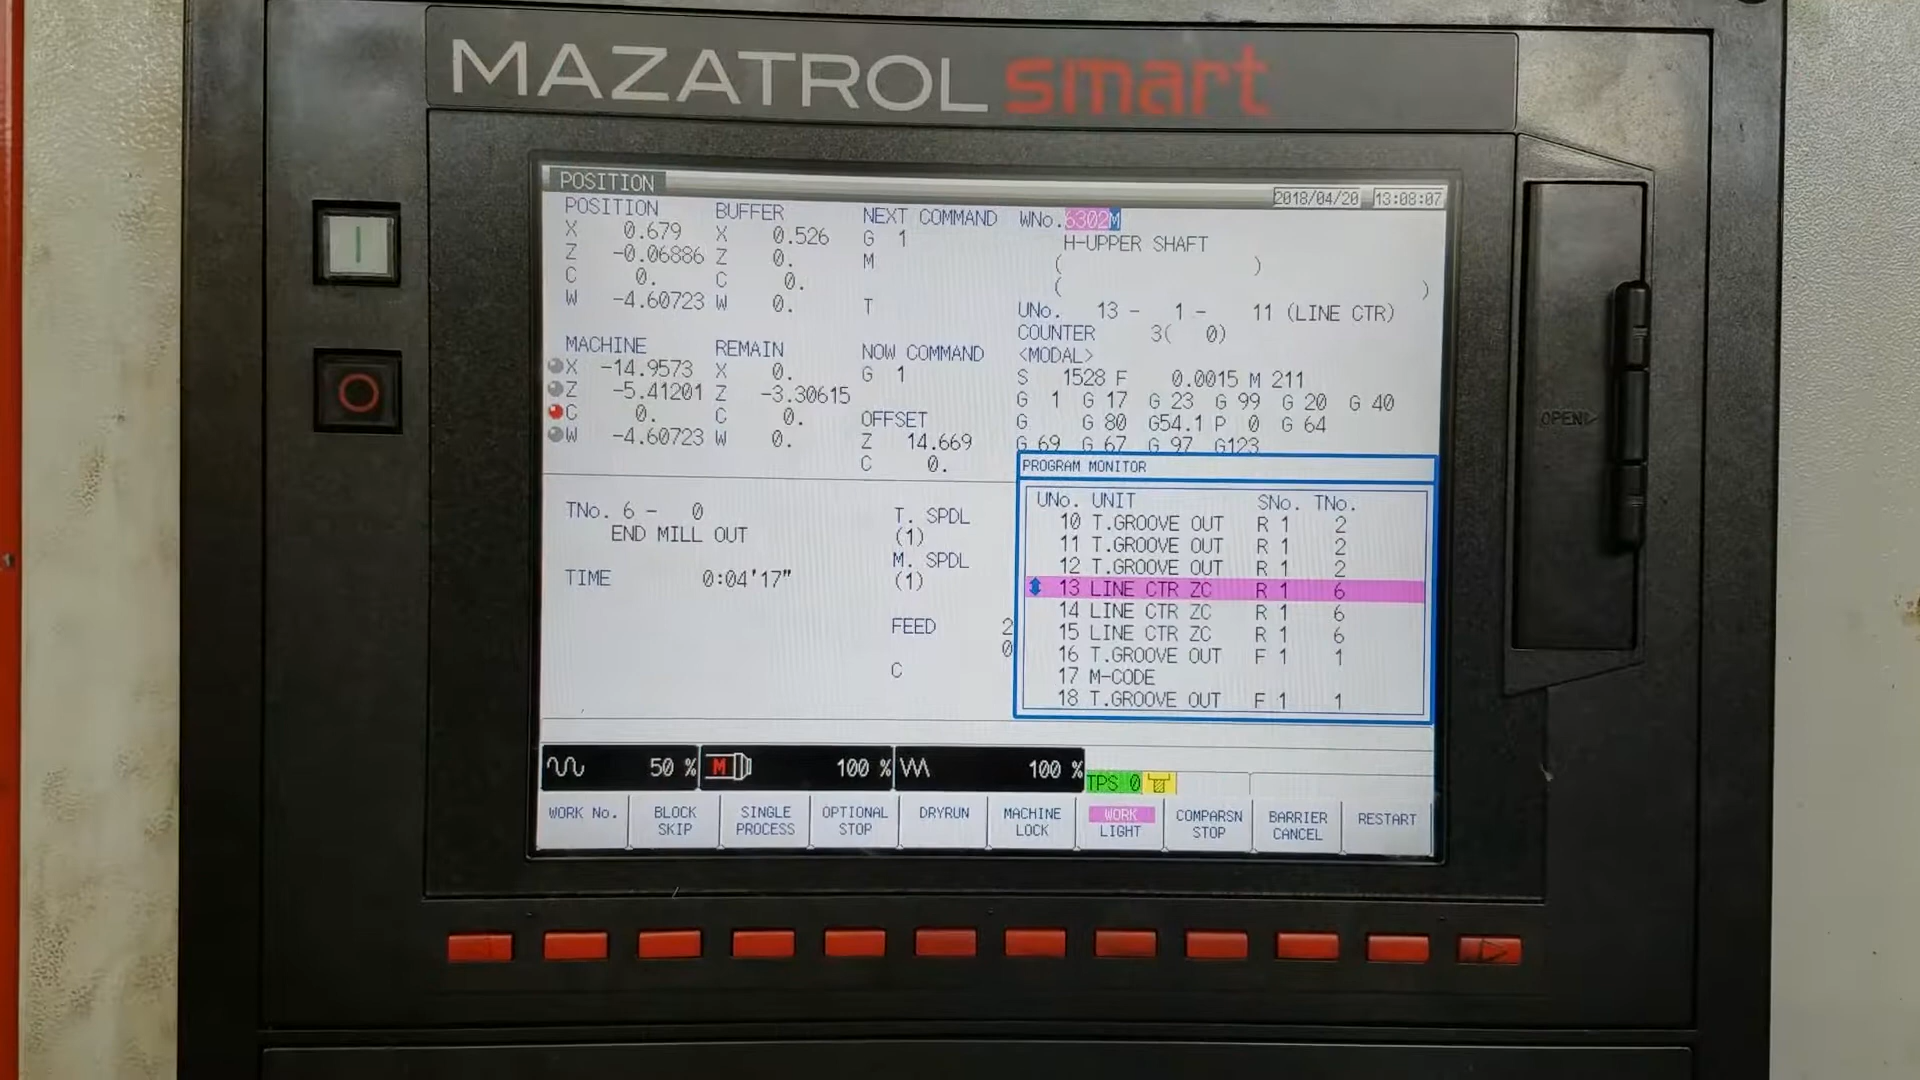 MAZATROL smart
POSITION
2018/04/20 13:08:07
POSITION
X 0.679
Z -0.06886
C 0.
W -4.60723
BUFFER
X 0.526
Z 0.
C 0.
W 0.
NEXT COMMAND
G 1
M
T
WNo. 6302M
H-UPPER SHAFT
( )
( )
UNo. 13 - 1 - 11 (LINE CTR)
COUNTER 3( 0)
<MODAL>
S 1528 F 0.0015 M 211
G 1 G 17 G 23 G 99 G 20 G 40
G G 80 G54.1 P 0 G 64
G 69 G 67 G 97 G123
MACHINE
X -14.9573
Z -5.41201
C 0.
W -4.60723
REMAIN
X 0.
Z -3.30615
C 0.
W 0.
NOW COMMAND
G 1
OFFSET
Z 14.669
C 0.
TNo. 6 - 0
END MILL OUT
TIME 0:04'17"
T. SPDL
(1)
M. SPDL
(1)
FEED 2
0
C
PROGRAM MONITOR
UNo. UNIT SNo. TNo.
10 T.GROOVE OUT R 1 2
11 T.GROOVE OUT R 1 2
12 T.GROOVE OUT R 1 2
13 LINE CTR ZC R 1 6
14 LINE CTR ZC R 1 6
15 LINE CTR ZC R 1 6
16 T.GROOVE OUT F 1 1
17 M-CODE
18 T.GROOVE OUT F 1 1
50 % M 100 % 100 %
TPS 0
WORK No.
BLOCK
SKIP
SINGLE
PROCESS
OPTIONAL
STOP
DRYRUN
MACHINE
LOCK
WORK
LIGHT
COMPARSN
STOP
BARRIER
CANCEL
RESTART
OPEN